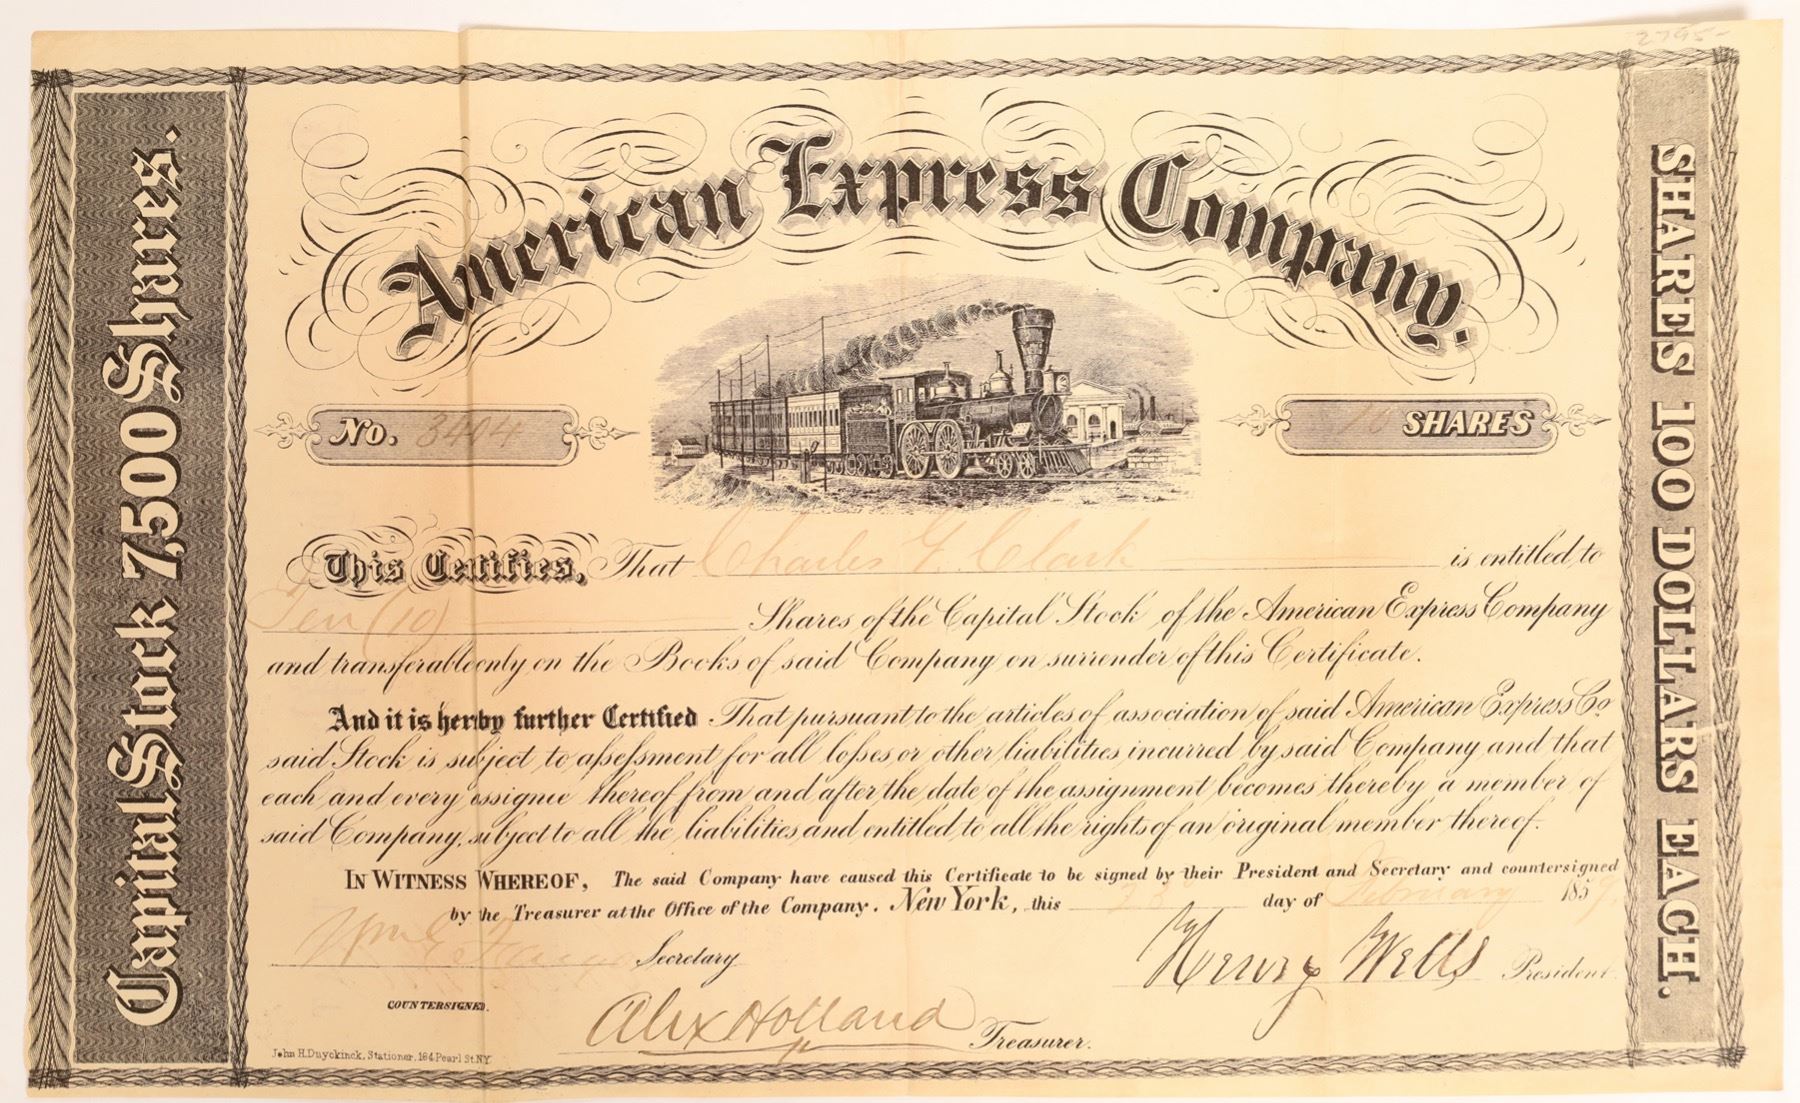 2795-
American Express Company.
Capital Stock 7,500 Shares.
SHARES 100 DOLLARS EACH.
No. 3404
10 SHARES
This Certifies, That Charles G. Clark is entitled to
Ten (10) Shares of the Capital Stock of the American Express Company
and transferable only on the Books of said Company on surrender of this Certificate.
And it is hereby further Certified That pursuant to the articles of association of said American Express Co
said Stock is subject to assessment for all losses or other liabilities incurred by said Company and that
each and every assignee thereof from and after the date of the assignment becomes thereby a member of
said Company, subject to all the liabilities and entitled to all the rights of an original member thereof.
IN WITNESS WHEREOF, The said Company have caused this Certificate to be signed by their President and Secretary and countersigned
by the Treasurer at the Office of the Company. New York, this 23 day of February 1859.
Wm G Fargo Secretary
Henry Wells President
COUNTERSIGNED.
Alex Holland Treasurer.
John H. Duyckinck, Stationer, 164 Pearl St. NY